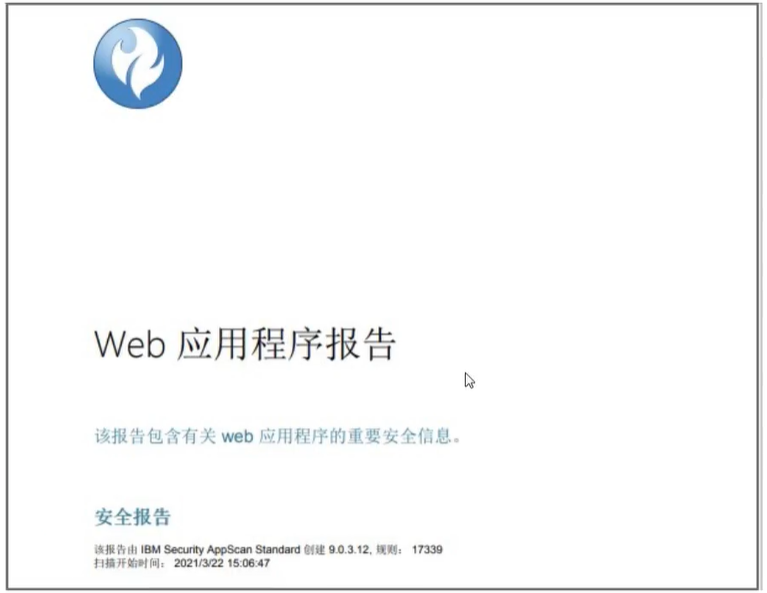 Web 应用程序报告
该报告包含有关 web 应用程序的重要安全信息。
安全报告
该报告由 IBM Security AppScan Standard 创建 9.0.3.12, 规则： 17339
扫描开始时间： 2021/3/22 15:06:47